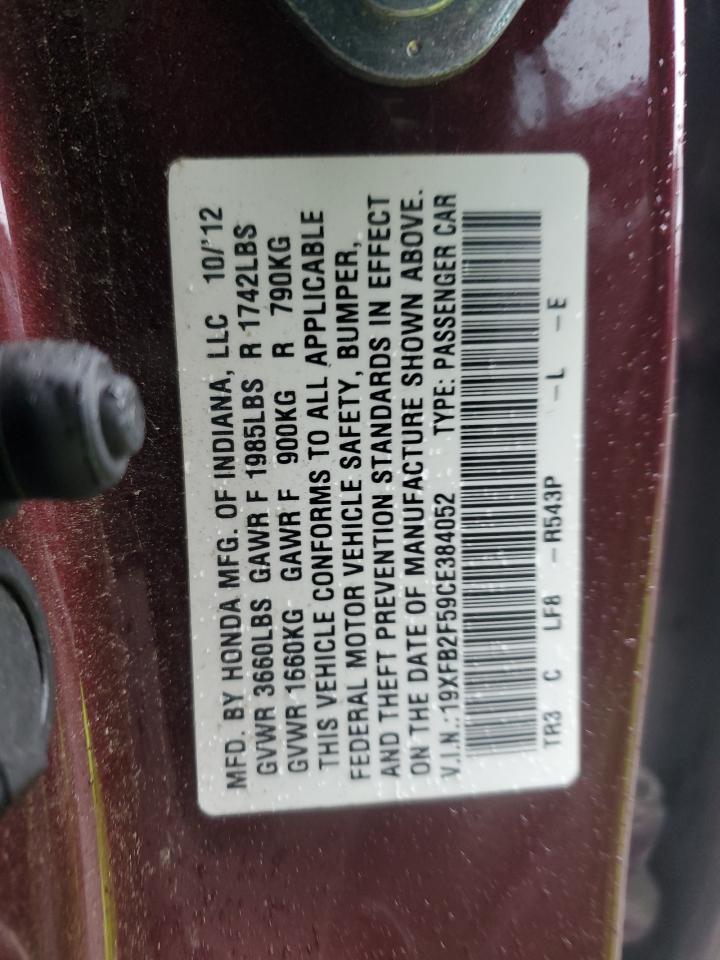 MFD. BY HONDA MFG. OF INDIANA, LLC 10/'12
GVWR 3660LBS GAWR F 1985LBS R 1742LBS
GVWR 1660KG GAWR F 900KG R 790KG
THIS VEHICLE CONFORMS TO ALL APPLICABLE
FEDERAL MOTOR VEHICLE SAFETY, BUMPER,
AND THEFT PREVENTION STANDARDS IN EFFECT
ON THE DATE OF MANUFACTURE SHOWN ABOVE.
V.I.N.: 19XFB2F59CE384052 TYPE: PASSENGER CAR
TR3 C LF8 -R543P -L -E